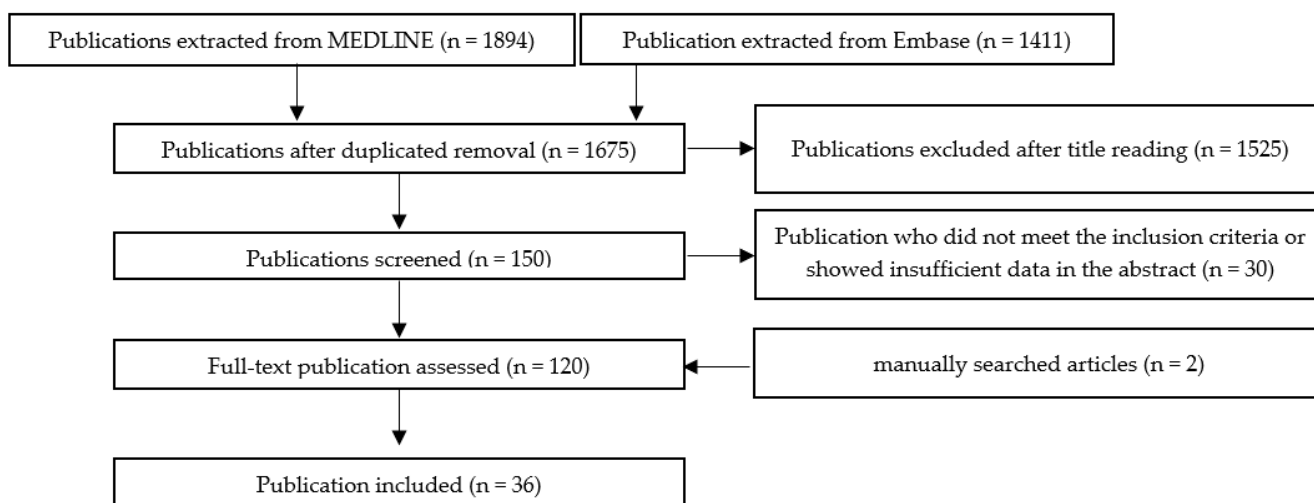 Publications extracted from MEDLINE (n = 1894)
Publication extracted from Embase (n = 1411)
Publications after duplicated removal (n = 1675)
Publications excluded after title reading (n = 1525)
Publications screened (n = 150)
Publication who did not meet the inclusion criteria or
showed insufficient data in the abstract (n = 30)
Full-text publication assessed (n = 120)
manually searched articles (n = 2)
Publication included (n = 36)